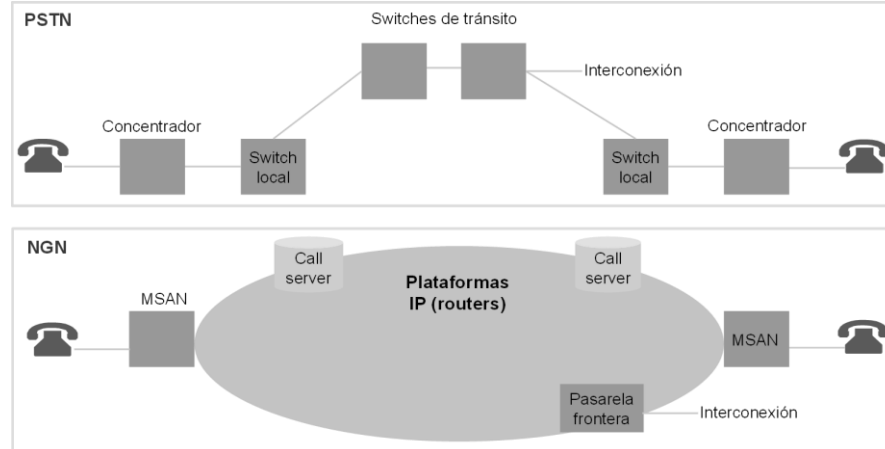 PSTN
Switches de tránsito
Interconexión
Concentrador
Concentrador
Switch
local
Switch
local
NGN
Call
server
Call
server
Plataformas
IP (routers)
MSAN
MSAN
Pasarela
frontera
Interconexión